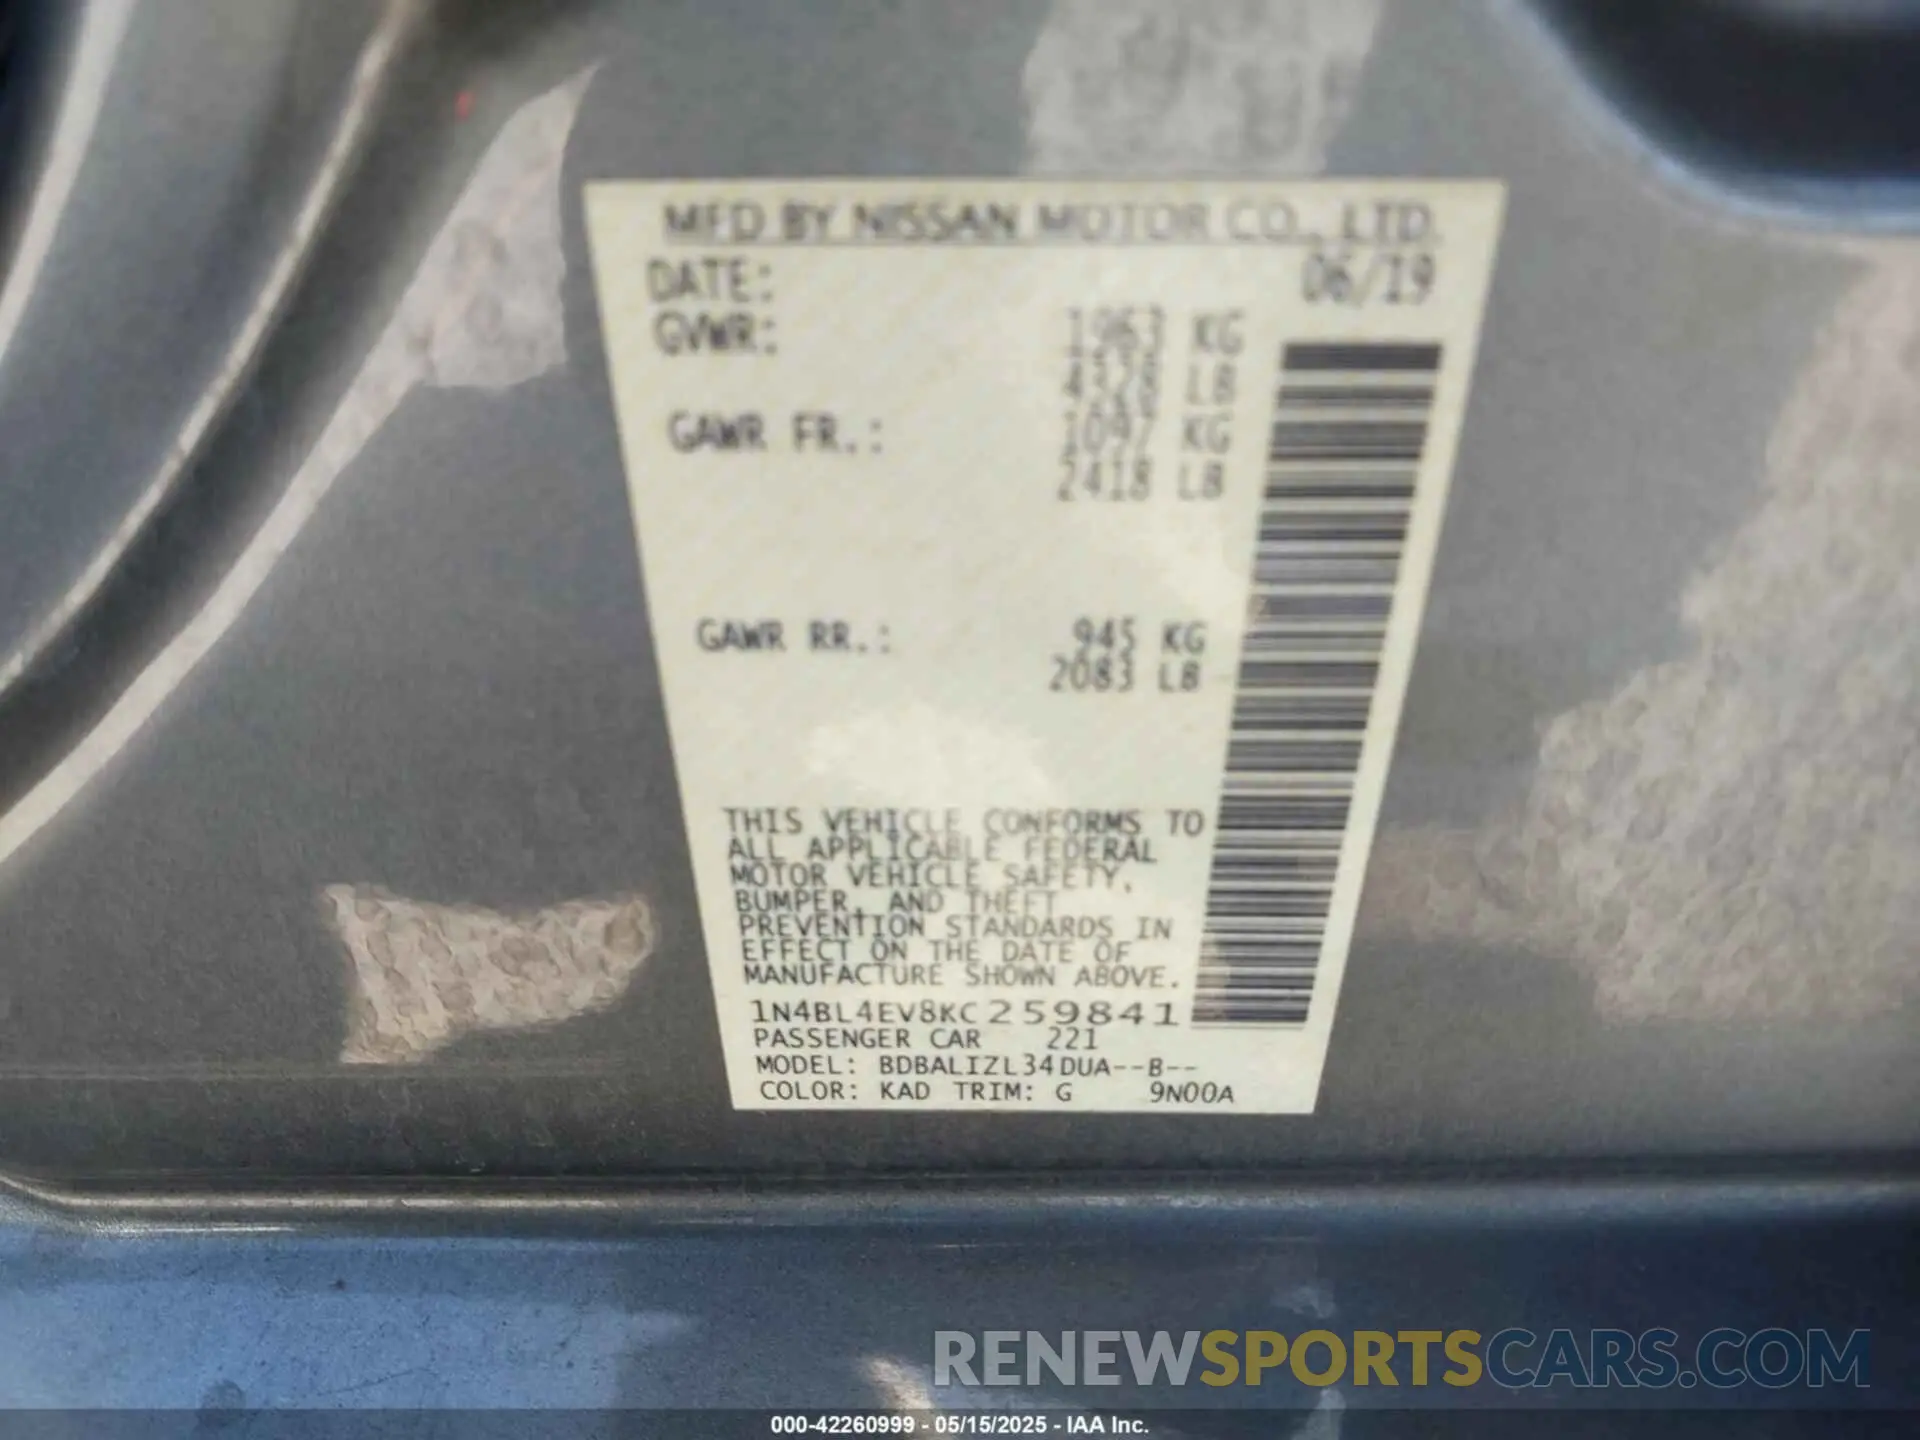 MFD BY NISSAN MOTOR CO., LTD.
DATE: 06/19
GVWR: 1963 KG
4328 LB
GAWR FR.: 1097 KG
2418 LB
GAWR RR.: 945 KG
2083 LB
THIS VEHICLE CONFORMS TO
ALL APPLICABLE FEDERAL
MOTOR VEHICLE SAFETY,
BUMPER, AND THEFT
PREVENTION STANDARDS IN
EFFECT ON THE DATE OF
MANUFACTURE SHOWN ABOVE.
1N4BL4EV8KC259841
PASSENGER CAR 221
MODEL: BDBALIZL34DUA--B--
COLOR: KAD TRIM: G 9N00A
RENEWSPORTSCARS.COM
000-42260999 - 05/15/2025 - IAA Inc.